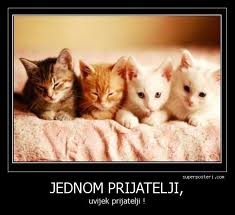 superposteri.com
JEDNOM PRIJATELJI,
uvijek prijatelji !